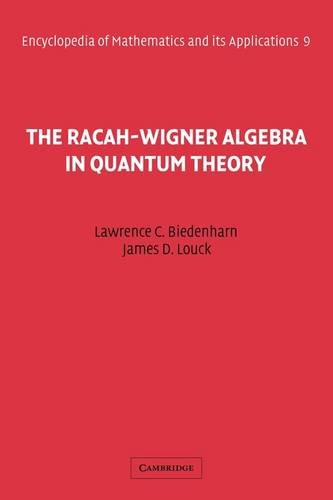 Encyclopedia of Mathematics and its Applications 9
THE RACAH–WIGNER ALGEBRA
IN QUANTUM THEORY
Lawrence C. Biedenharn
James D. Louck
CAMBRIDGE